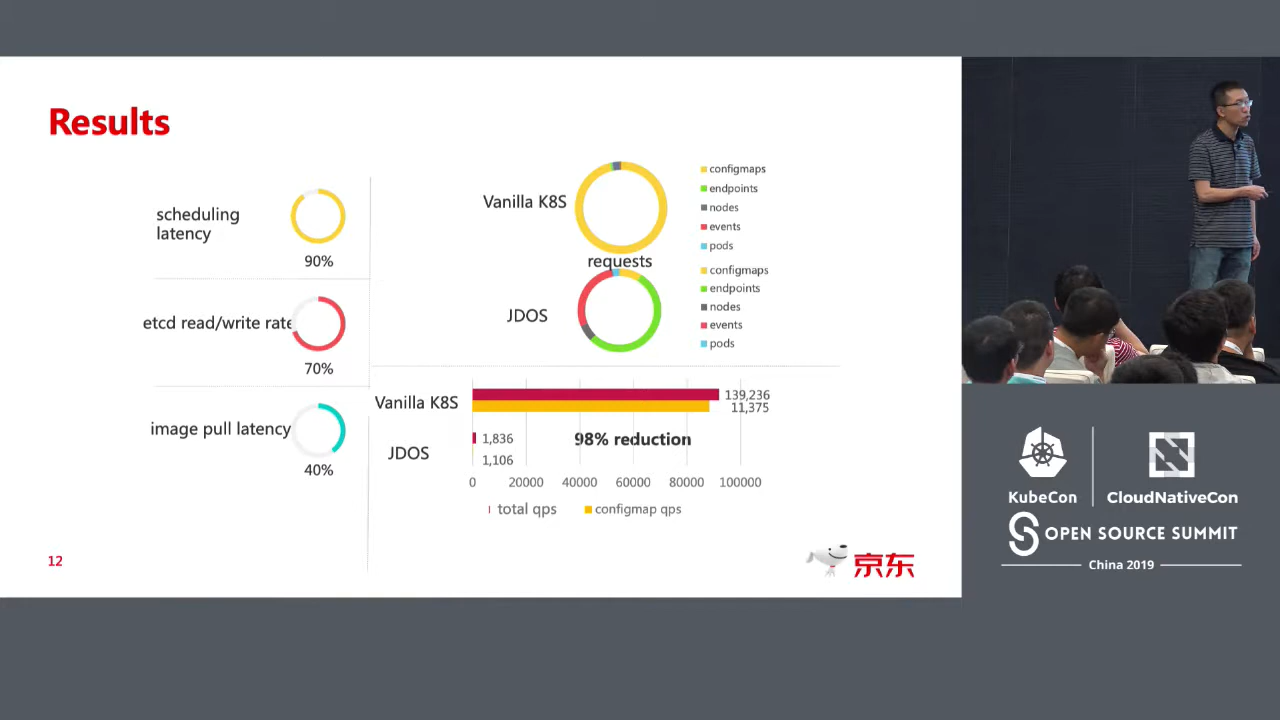 Results
scheduling
latency
90%
etcd read/write rate
70%
image pull latency
40%
Vanilla K8S
configmaps
endpoints
nodes
events
pods
requests
JDOS
configmaps
endpoints
nodes
events
pods
Vanilla K8S
139,236
11,375
JDOS
1,836
1,106
98% reduction
0 20000 40000 60000 80000 100000
total qps configmap qps
12
京东
KubeCon
CloudNativeCon
OPEN SOURCE SUMMIT
China 2019